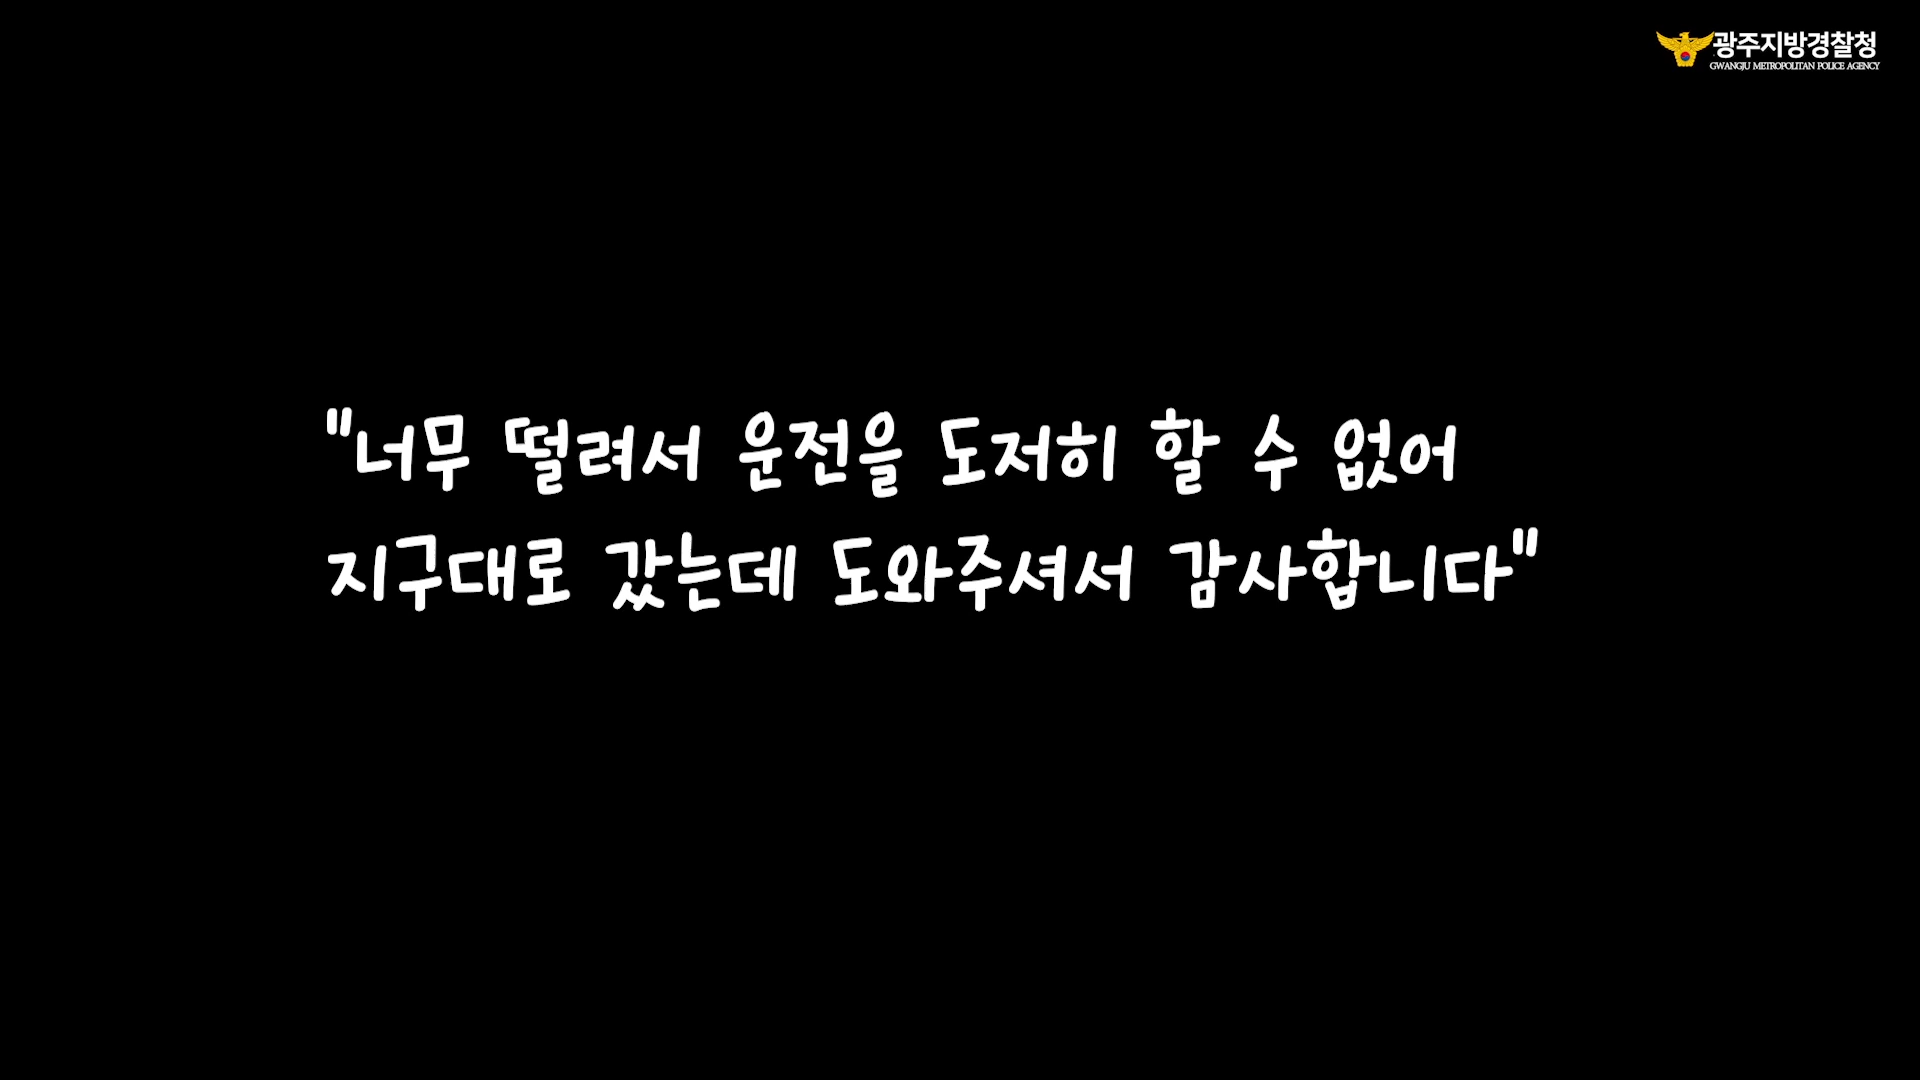 광주지방경찰청
GWANGJU METROPOLITAN POLICE AGENCY
"너무 떨려서 운전을 도저히 할 수 없어
지구대로 갔는데 도와주셔서 감사합니다"